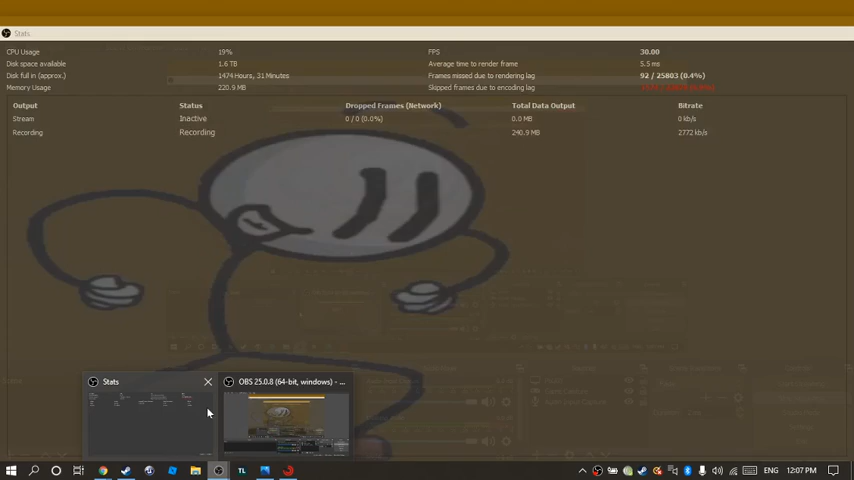 Stats
CPU Usage 19% FPS 30.00
Disk space available 1.6 TB Average time to render frame 5.5 ms
Disk full in (approx.) 1474 Hours, 31 Minutes Frames missed due to rendering lag 92 / 25803 (0.4%)
Memory Usage 220.9 MB Skipped frames due to encoding lag
Output Status Dropped Frames (Network) Total Data Output Bitrate
Stream Inactive 0 / 0 (0.0%) 0.0 MB 0 kb/s
Recording Recording 240.9 MB 2772 kb/s
Stats OBS 25.0.8 (64-bit, windows) - ...
TL ENG 12:07 PM